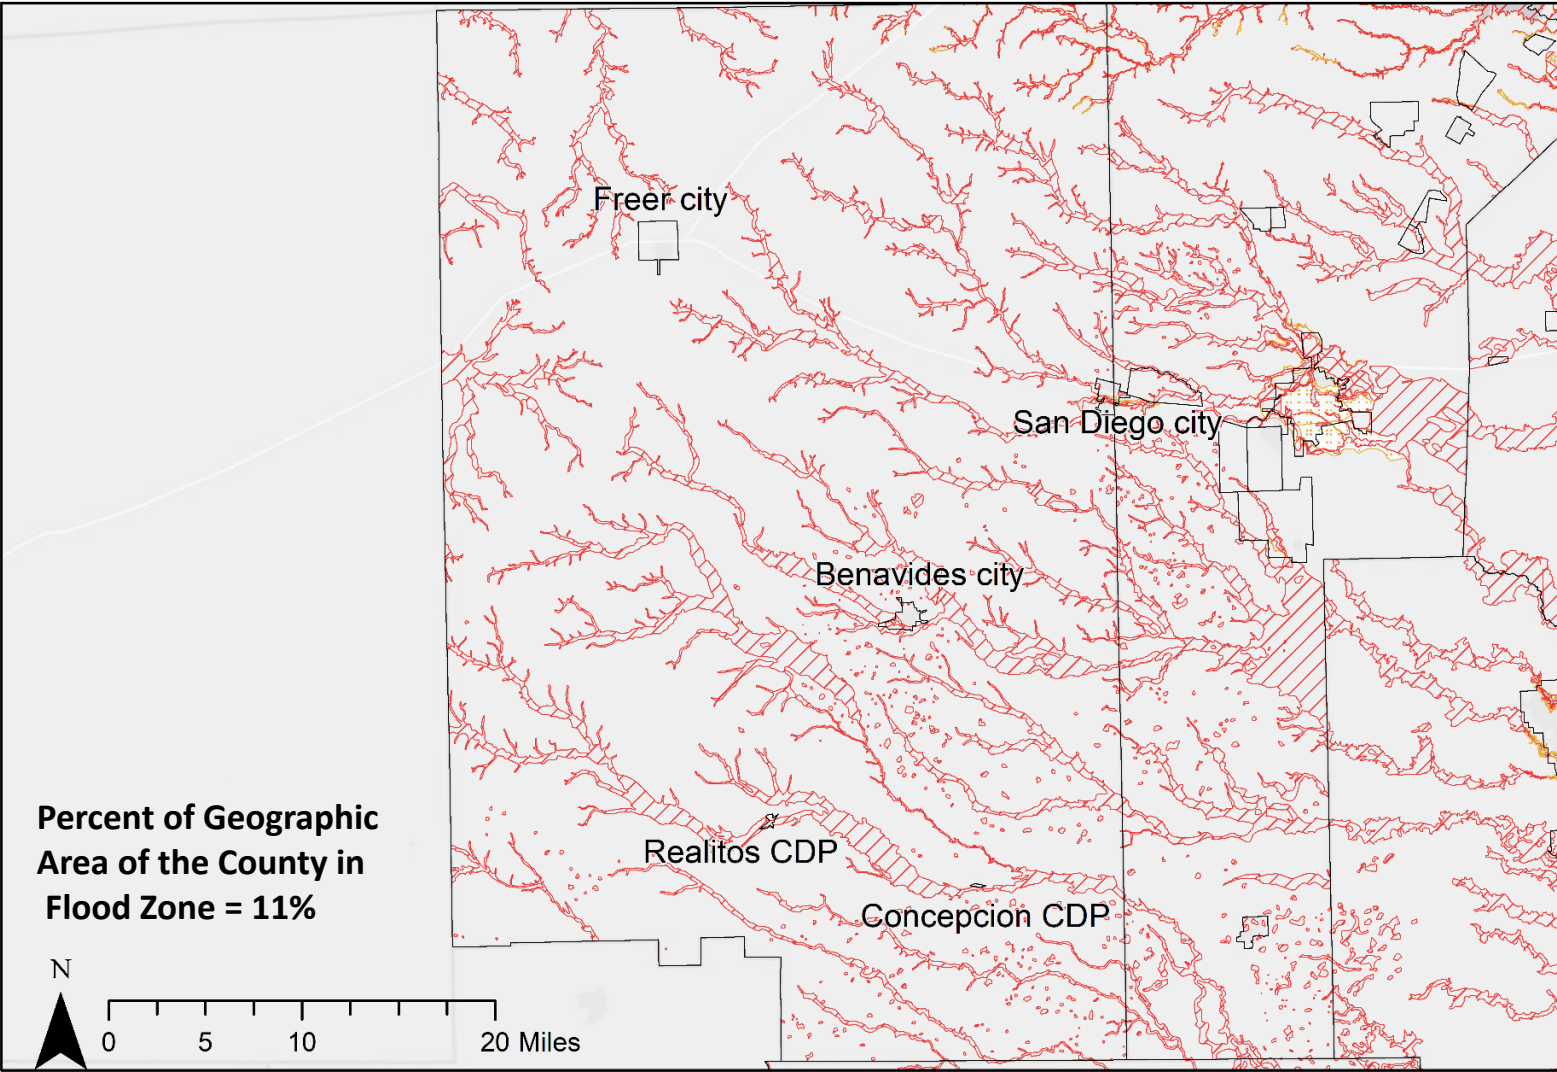 Freer city
San Diego city
Benavides city
Percent of Geographic
Area of the County in
Flood Zone = 11%
Realitos CDP
Concepcion CDP
N
0 5 10 20 Miles